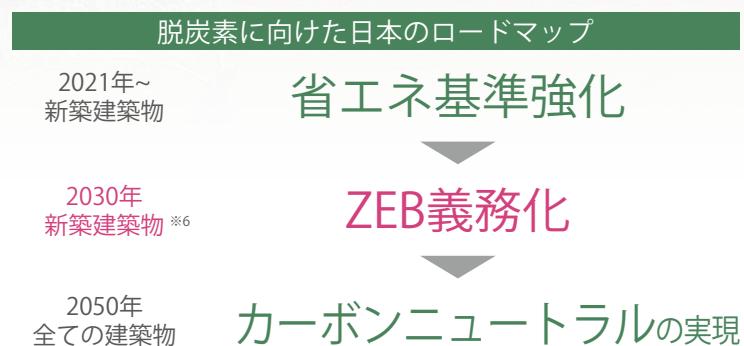 脱炭素に向けた日本のロードマップ
2021年~
新築建築物
省エネ基準強化
2030年
新築建築物 ※6
ZEB義務化
2050年
全ての建築物
カーボンニュートラルの実現